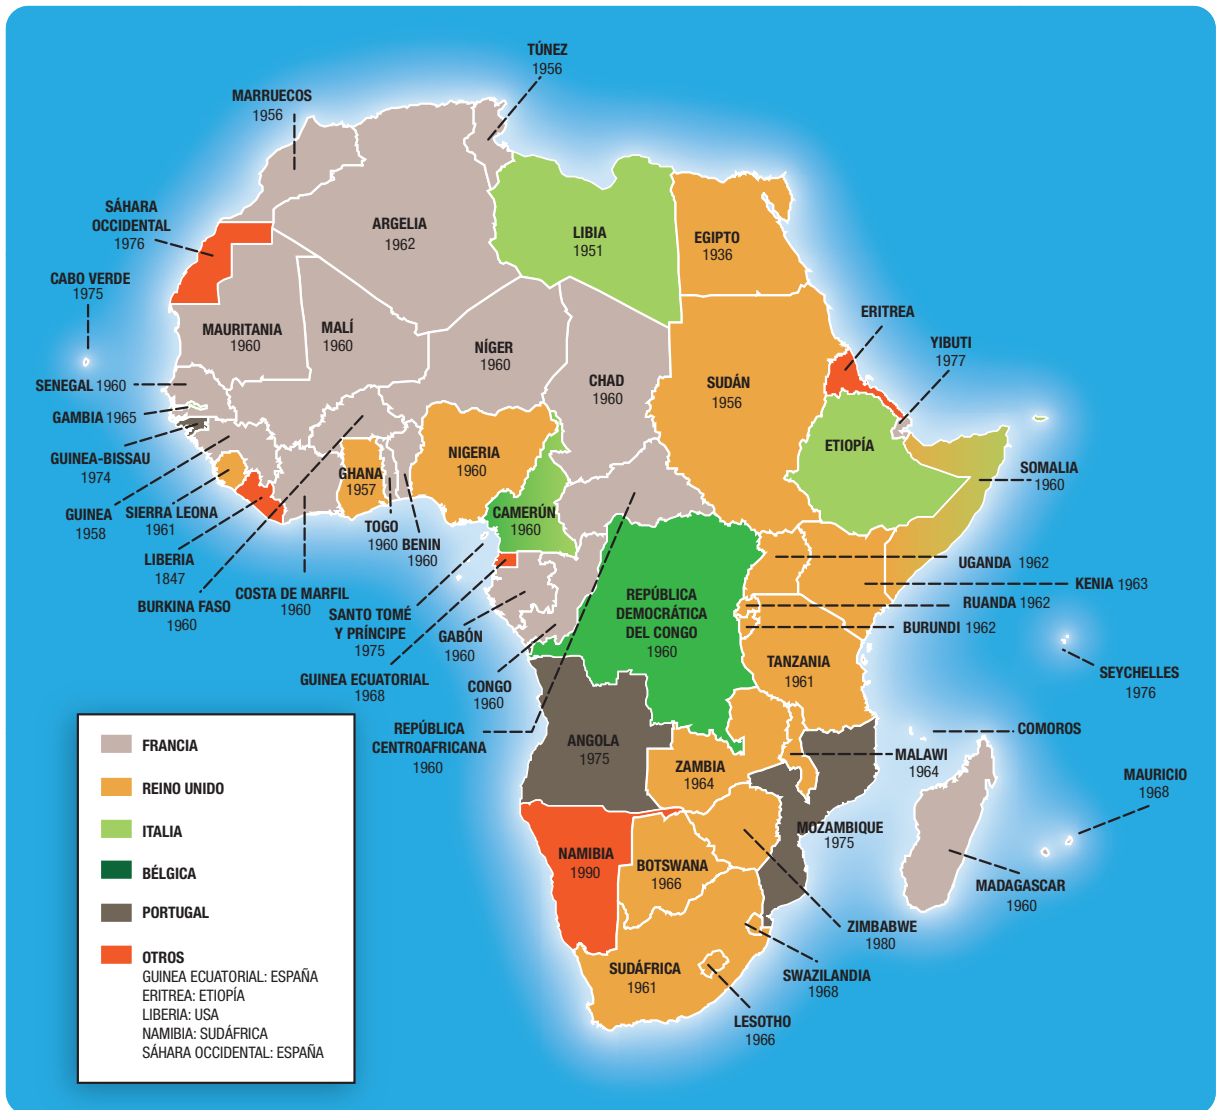 TÚNEZ
1956
MARRUECOS
1956
SÁHARA
OCCIDENTAL
1976
ARGELIA
1962
LIBIA
1951
EGIPTO
1936
CABO VERDE
1975
MAURITANIA
1960
MALÍ
1960
NÍGER
1960
CHAD
1960
SUDÁN
1956
ERITREA
YIBUTI
1977
SENEGAL 1960
GAMBIA 1965
GUINEA-BISSAU
1974
GUINEA
1958
SIERRA LEONA
1961
LIBERIA
1847
BURKINA FASO
1960
COSTA DE MARFIL
1960
GHANA
1957
TOGO
1960
BENIN
1960
NIGERIA
1960
CAMERÚN
1960
ETIOPÍA
SOMALIA
1960
SANTO TOMÉ
Y PRÍNCIPE
1975
GUINEA ECUATORIAL
1968
GABÓN
1960
CONGO
1960
REPÚBLICA
CENTROAFRICANA
1960
REPÚBLICA
DEMOCRÁTICA
DEL CONGO
1960
UGANDA 1962
KENIA 1963
RUANDA 1962
BURUNDI 1962
TANZANIA
1961
SEYCHELLES
1976
COMOROS
ANGOLA
1975
ZAMBIA
1964
MALAWI
1964
MAURICIO
1968
MOZAMBIQUE
1975
NAMIBIA
1990
BOTSWANA
1966
MADAGASCAR
1960
ZIMBABWE
1980
SUDÁFRICA
1961
SWAZILANDIA
1968
LESOTHO
1966
FRANCIA
REINO UNIDO
ITALIA
BÉLGICA
PORTUGAL
OTROS
GUINEA ECUATORIAL: ESPAÑA
ERITREA: ETIOPÍA
LIBERIA: USA
NAMIBIA: SUDÁFRICA
SÁHARA OCCIDENTAL: ESPAÑA